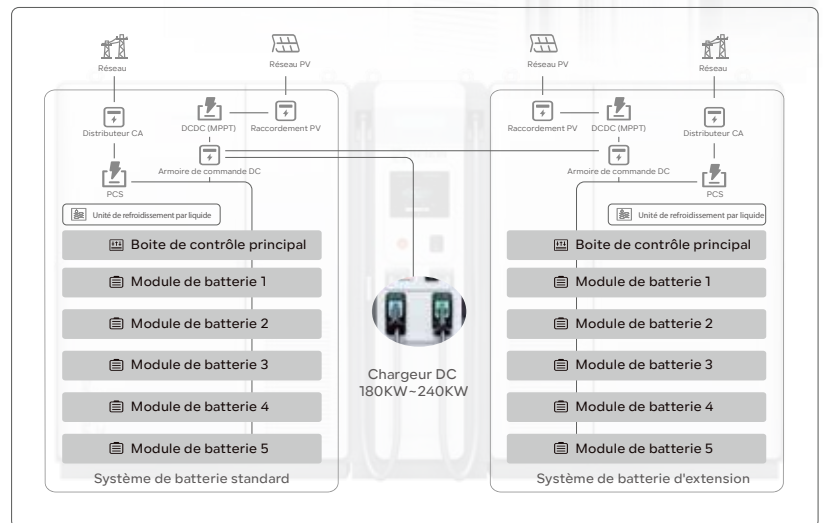 Réseau
Réseau PV
Distributeur CA
DCDC (MPPT)
Raccordement PV
Armoire de commande DC
PCS
Unité de refroidissement par liquide
Boite de contrôle principal
Module de batterie 1
Module de batterie 2
Module de batterie 3
Module de batterie 4
Module de batterie 5
Système de batterie standard
Chargeur DC
180KW~240KW
Réseau PV
Réseau
Raccordement PV
DCDC (MPPT)
Distributeur CA
Armoire de commande DC
PCS
Unité de refroidissement par liquide
Boite de contrôle principal
Module de batterie 1
Module de batterie 2
Module de batterie 3
Module de batterie 4
Module de batterie 5
Système de batterie d'extension